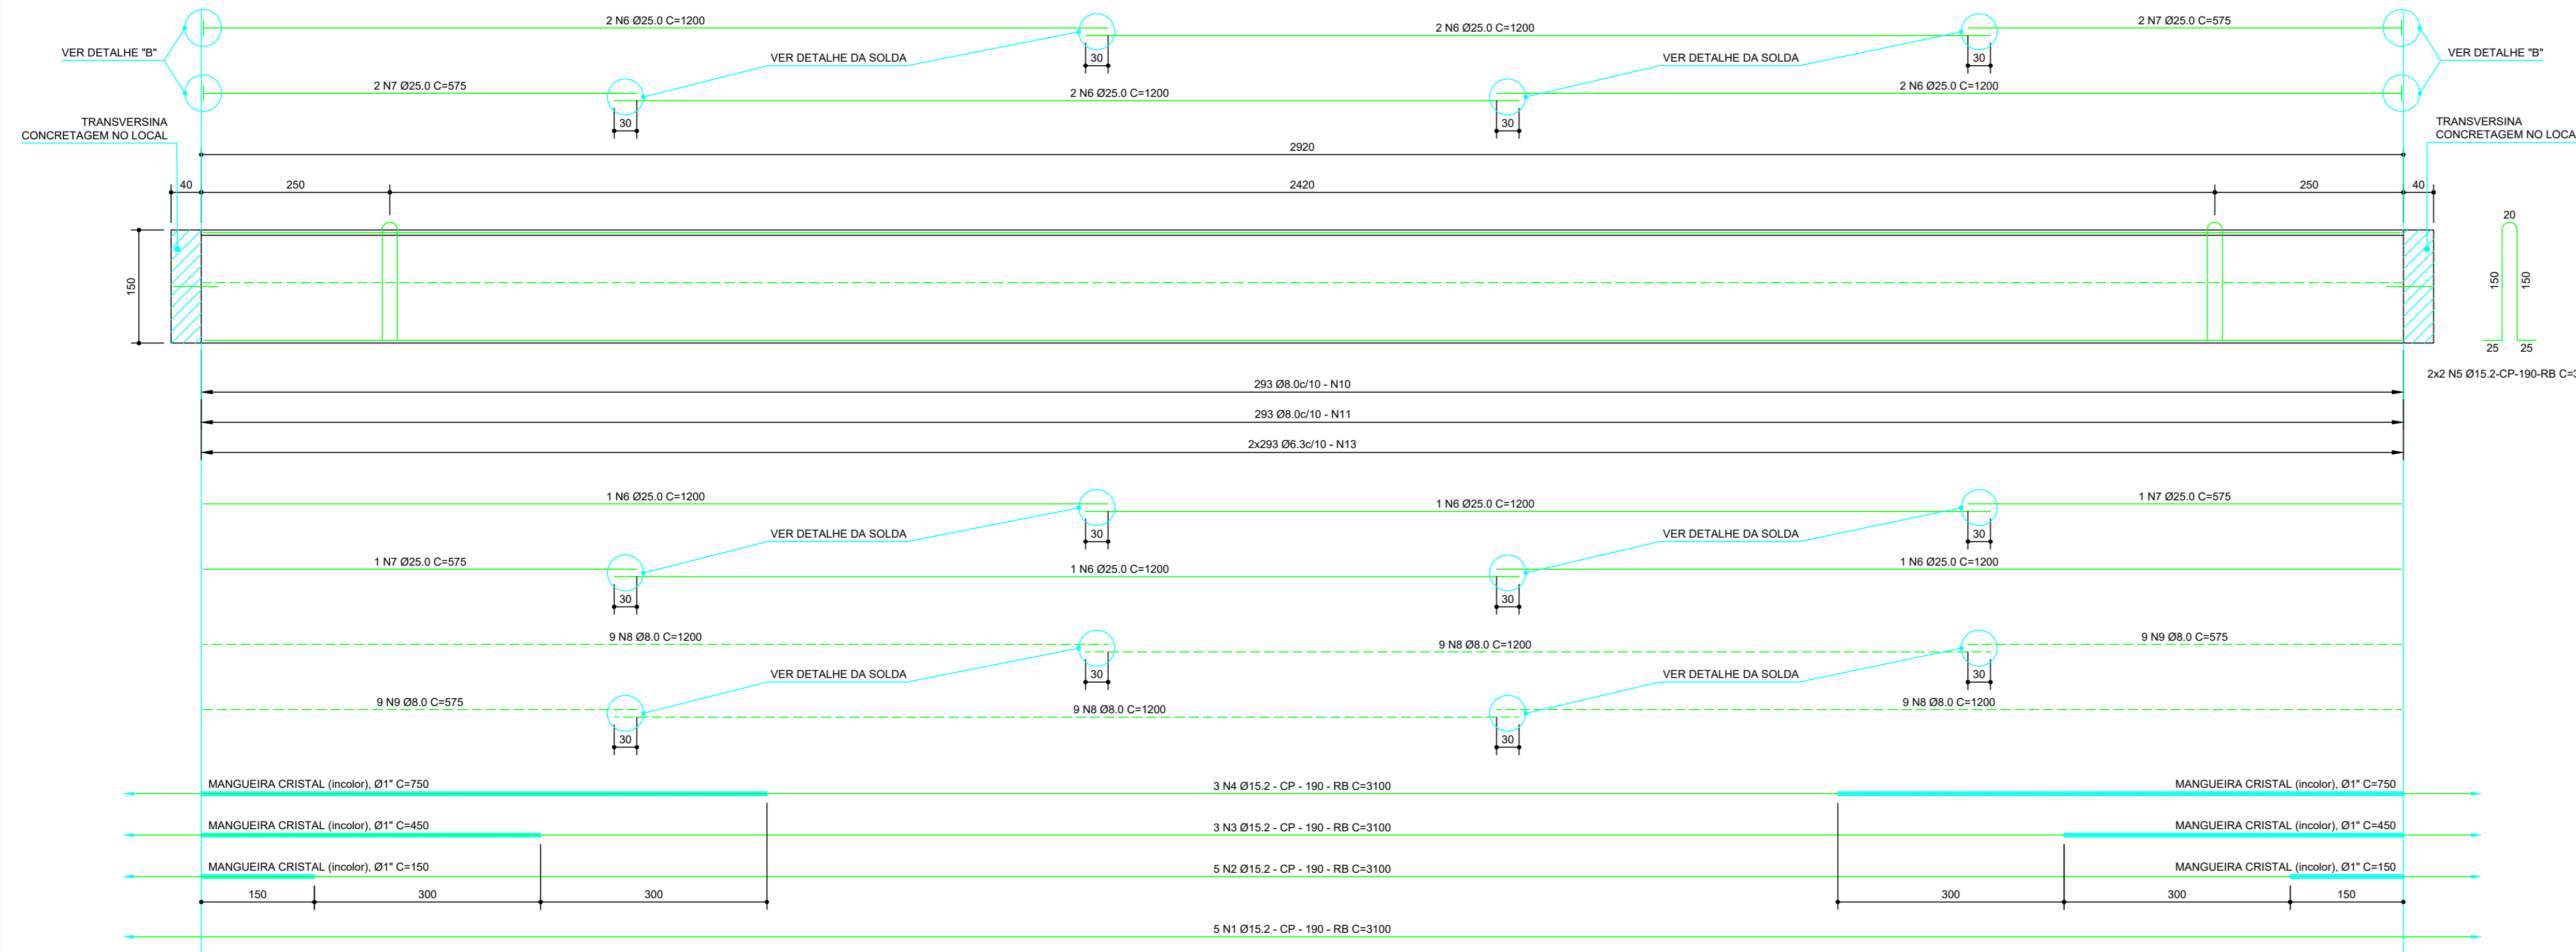 2 N6 Ø25.0 C=1200
2 N7 Ø25.0 C=575
2 N6 Ø25.0 C=1200
VER DETALHE "B"
VER DETALHE DA SOLDA
30
VER DETALHE DA SOLDA
30
VER DETALHE "B"
2 N7 Ø25.0 C=575
2 N6 Ø25.0 C=1200
2 N6 Ø25.0 C=1200
30
30
TRANSVERSINA
CONCRETAGEM NO LOCAL
TRANSVERSINA
CONCRETAGEM NO LOCA
2920
40
250
2420
250
40
150
20
150
150
25
25
2x2 N5 Ø15.2-CP-190-RB C=3
293 Ø8.0c/10 - N10
293 Ø8.0c/10 - N11
2x293 Ø6.3c/10 - N13
1 N6 Ø25.0 C=1200
1 N7 Ø25.0 C=575
1 N6 Ø25.0 C=1200
VER DETALHE DA SOLDA
30
VER DETALHE DA SOLDA
30
1 N7 Ø25.0 C=575
1 N6 Ø25.0 C=1200
1 N6 Ø25.0 C=1200
30
30
9 N8 Ø8.0 C=1200
9 N9 Ø8.0 C=575
9 N8 Ø8.0 C=1200
VER DETALHE DA SOLDA
30
VER DETALHE DA SOLDA
30
9 N9 Ø8.0 C=575
9 N8 Ø8.0 C=1200
9 N8 Ø8.0 C=1200
30
30
MANGUEIRA CRISTAL (incolor), Ø1" C=750
3 N4 Ø15.2 - CP - 190 - RB C=3100
MANGUEIRA CRISTAL (incolor), Ø1" C=750
MANGUEIRA CRISTAL (incolor), Ø1" C=450
3 N3 Ø15.2 - CP - 190 - RB C=3100
MANGUEIRA CRISTAL (incolor), Ø1" C=450
MANGUEIRA CRISTAL (incolor), Ø1" C=150
5 N2 Ø15.2 - CP - 190 - RB C=3100
MANGUEIRA CRISTAL (incolor), Ø1" C=150
150
300
300
300
300
150
5 N1 Ø15.2 - CP - 190 - RB C=3100